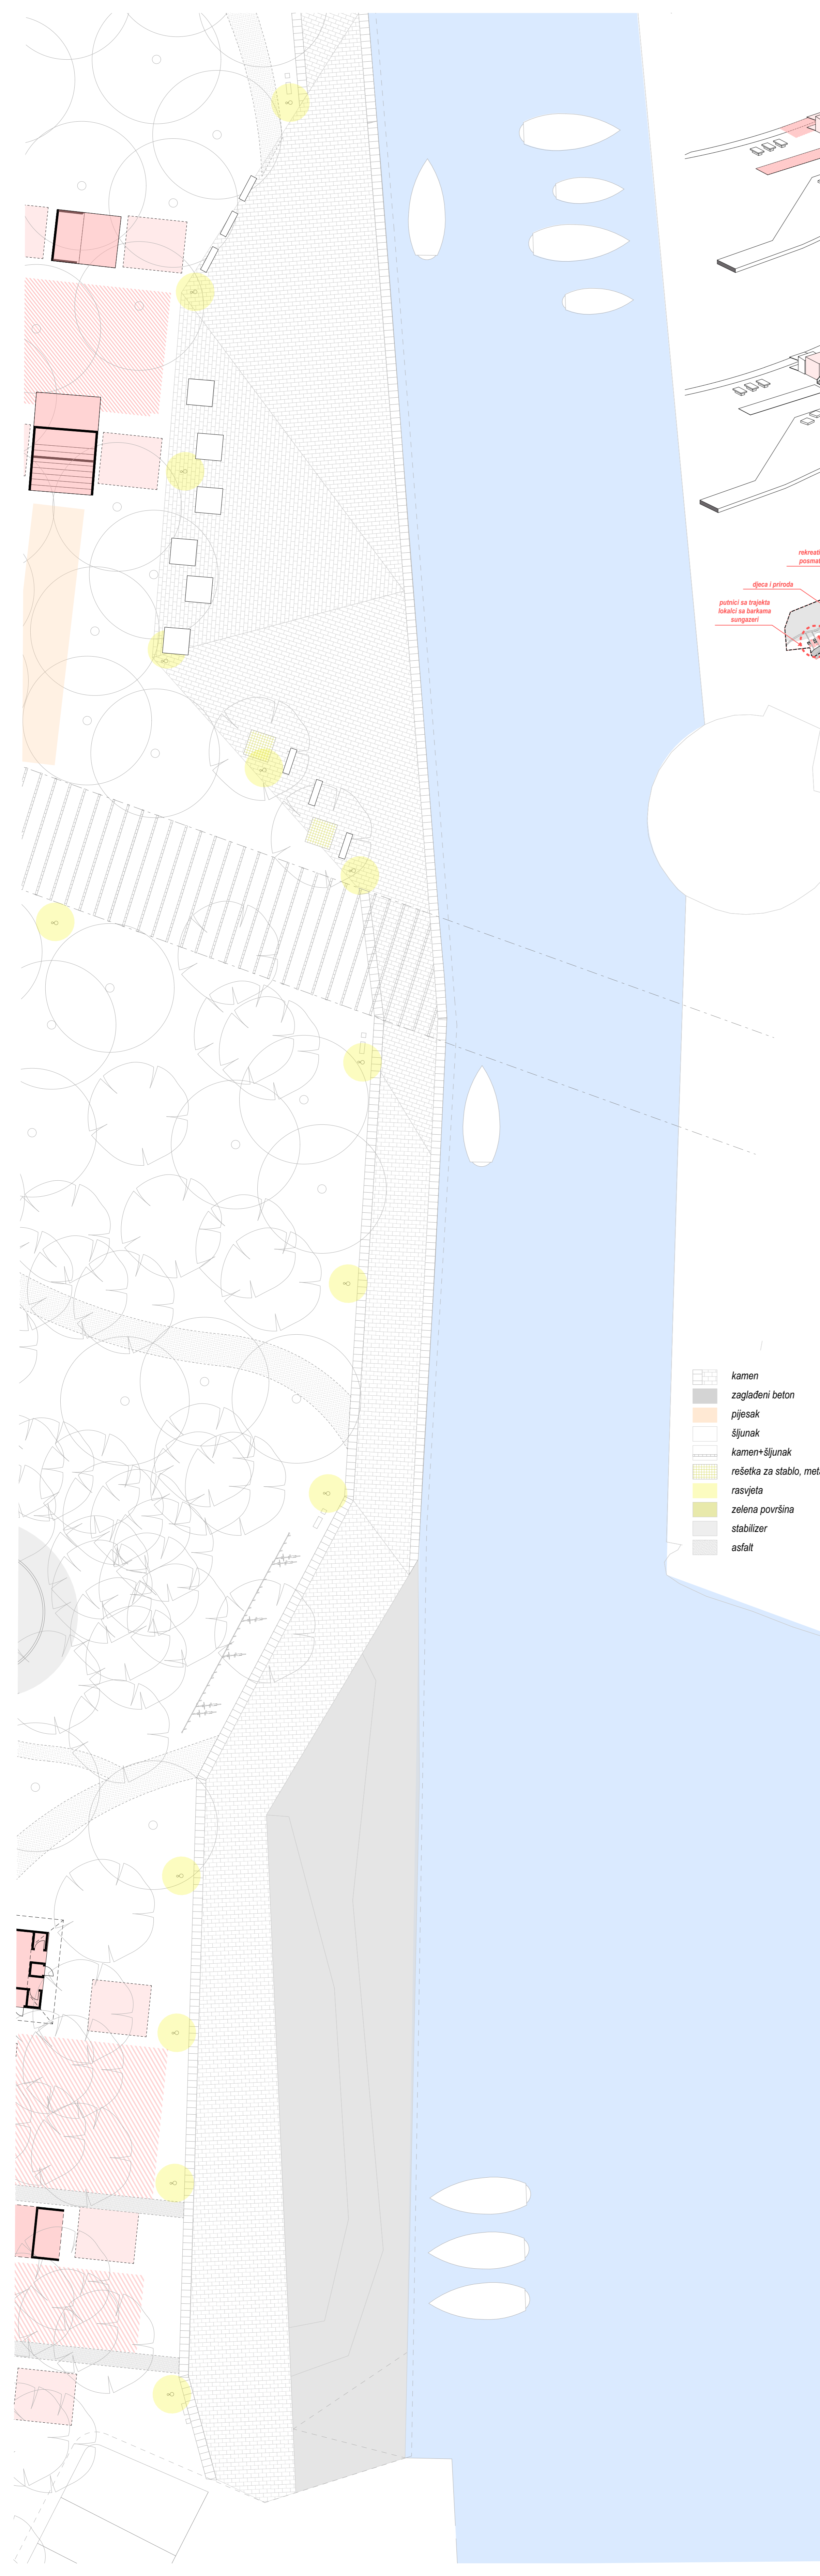 djeca i priroda
putnici sa trajekta
lokalci sa barkama
sungazeri
kamen
zaglađeni beton
pijesak
šljunak
kamen+šljunak
rešetka za stablo,
rasvjeta
zelena površina
stabilizer
asfalt